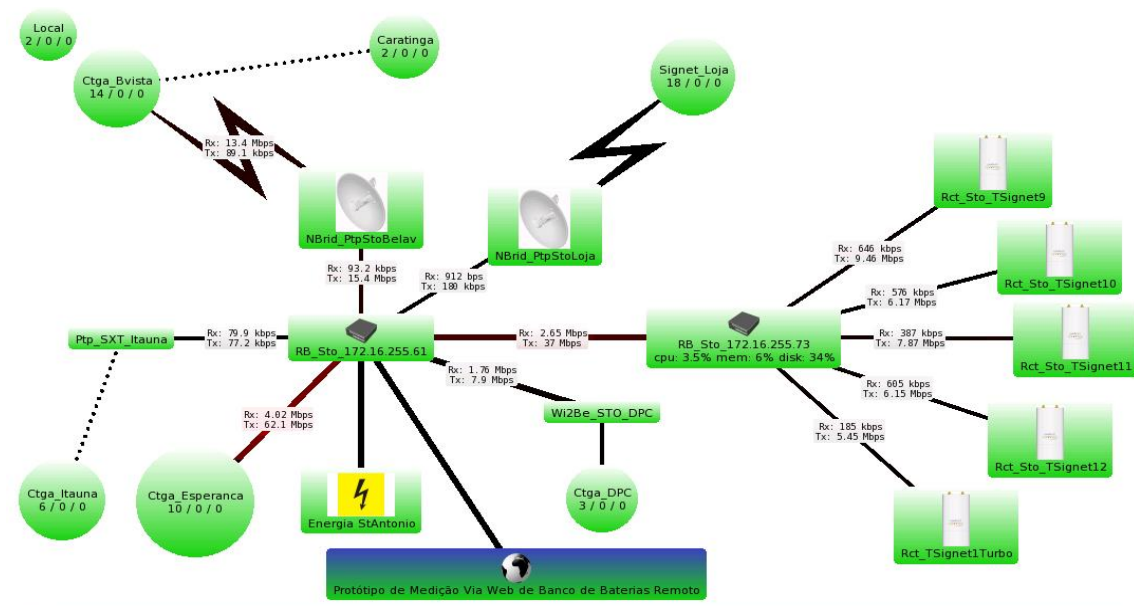 Local
2 / 0 / 0
Ctga_Bvista
14 / 0 / 0
Caratinga
2 / 0 / 0
Signet_Loja
18 / 0 / 0
Rx: 13.4 Mbps
Tx: 89.1 kbps
NBrid_PtpStoBelav
NBrid_PtpStoLoja
Rct_Sto_TSignet9
Rx: 646 kbps
Tx: 9.46 Mbps
Rx: 93.2 kbps
Tx: 15.4 Mbps
Rx: 912 bps
Tx: 180 kbps
Rct_Sto_TSignet10
Rx: 576 kbps
Tx: 6.17 Mbps
Ptp_SXT_Itauna
Rx: 79.9 kbps
Tx: 77.2 kbps
RB_Sto_172.16.255.61
Rx: 2.65 Mbps
Tx: 37 Mbps
RB_Sto_172.16.255.73
cpu: 3.5% mem: 6% disk: 34%
Rx: 387 kbps
Tx: 7.87 Mbps
Rct_Sto_TSignet11
Rx: 1.76 Mbps
Tx: 7.9 Mbps
Rx: 605 kbps
Tx: 6.15 Mbps
Rx: 4.02 Mbps
Tx: 62.1 Mbps
Wi2Be_STO_DPC
Rx: 185 kbps
Tx: 5.45 Mbps
Rct_Sto_TSignet12
Ctga_Itauna
6 / 0 / 0
Ctga_Esperanca
10 / 0 / 0
Energia StAntonio
Ctga_DPC
3 / 0 / 0
Rct_TSignet1Turbo
Protótipo de Medição Via Web de Banco de Baterias Remoto